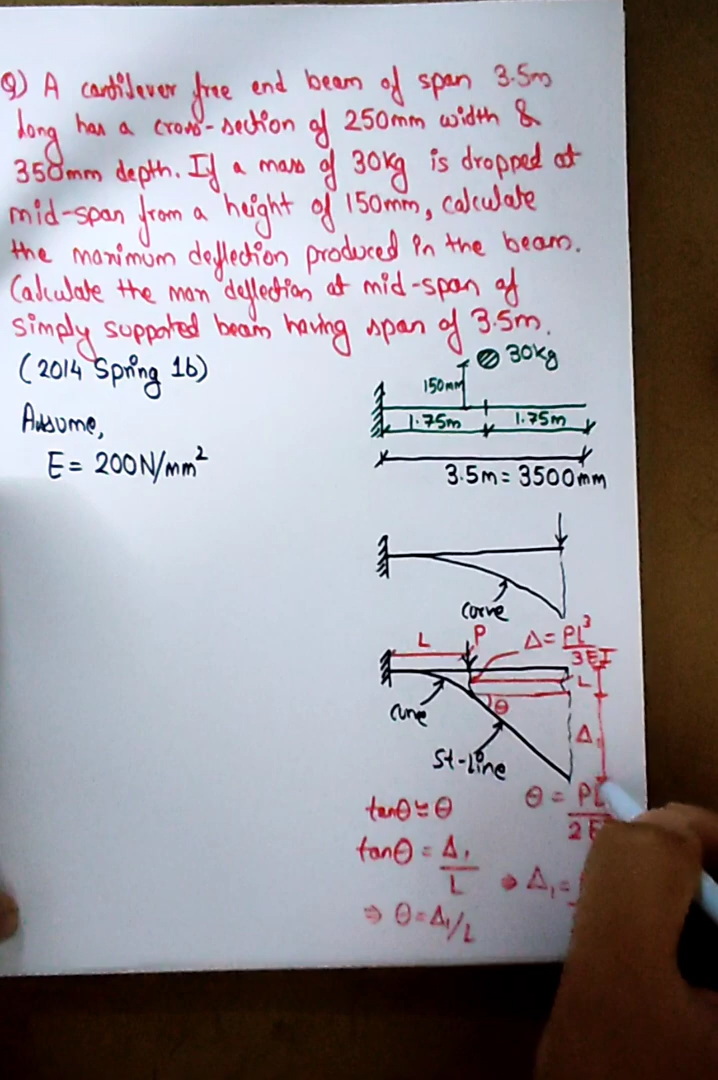 Q) A cantilever free end beam of span 3.5m
long has a cross-section of 250mm width &
350mm depth. If a mass of 30kg is dropped at
mid-span from a height of 150mm, calculate
the maximum deflection produced in the beam.
Calculate the max deflection at mid-span of
simply supported beam having span of 3.5m.
(2014 Spring 1b)
30kg
150mm
Assume,
1.75m 1.75m
E = 200N/mm²
3.5m = 3500mm
curve
L P Δ = PL³
3EI
L
θ
curve
Δ₁
St-line
θ = PL
2E
tanθ ≅ θ
tanθ = Δ₁
L
⇒ Δ₁ =
⇒ θ = Δ₁/L